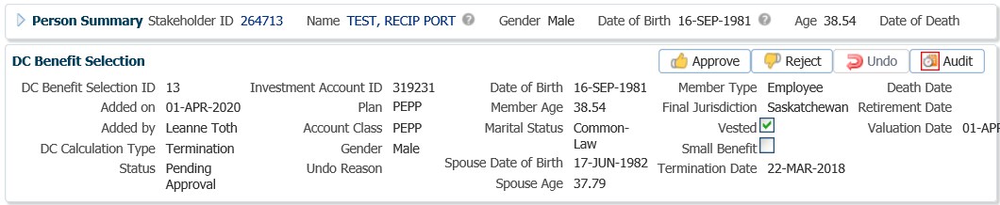 Person Summary Stakeholder ID 264713 Name TEST, RECIP PORT Gender Male Date of Birth 16-SEP-1981 Age 38.54 Date of Death
DC Benefit Selection Approve Reject Undo Audit
DC Benefit Selection ID 13 Investment Account ID 319231 Date of Birth 16-SEP-1981 Member Type Employee Death Date
Added on 01-APR-2020 Plan PEPP Member Age 38.54 Final Jurisdiction Saskatchewan Retirement Date
Added by Leanne Toth Account Class PEPP Marital Status Common-Law Vested Valuation Date 01-APR
DC Calculation Type Termination Gender Male Small Benefit
Status Pending Approval Undo Reason Spouse Date of Birth 17-JUN-1982 Termination Date 22-MAR-2018
Spouse Age 37.79